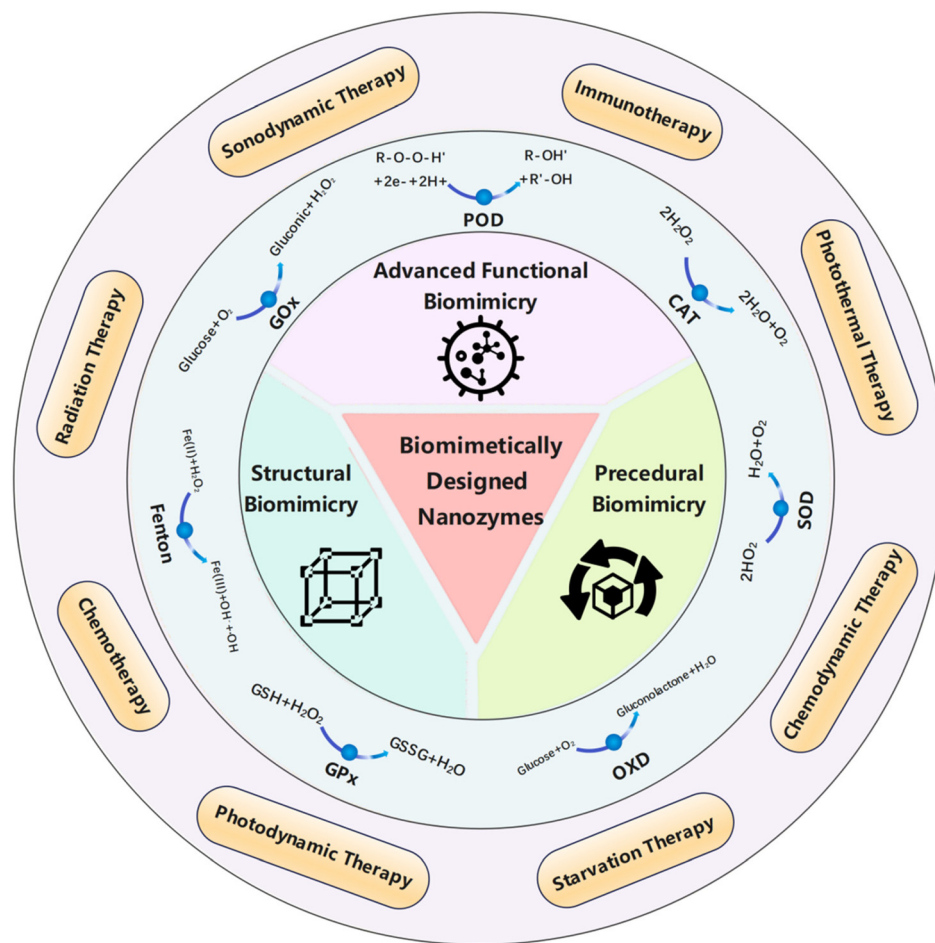 Sonodynamic Therapy
Immunotherapy
Photothermal Therapy
Chemodynamic Therapy
Starvation Therapy
Photodynamic Therapy
Chemotherapy
Radiation Therapy
R-O-O-H'
+2e-+2H+
R-OH'
+R'-OH
POD
2H₂O₂
2H₂O+O₂
CAT
2HO₂
H₂O+O₂
SOD
Glucose+O₂
Gluconolactone+H₂O
OXD
GSH+H₂O₂
GSSG+H₂O
GPx
Fe(II)+H₂O₂
Fe(III)+OH·+OH
Fenton
Glucose+O₂
Gluconic+H₂O₂
GOx
Advanced Functional
Biomimicry
Structural
Biomimicry
Biomimetically
Designed
Nanozymes
Precedural
Biomimicry